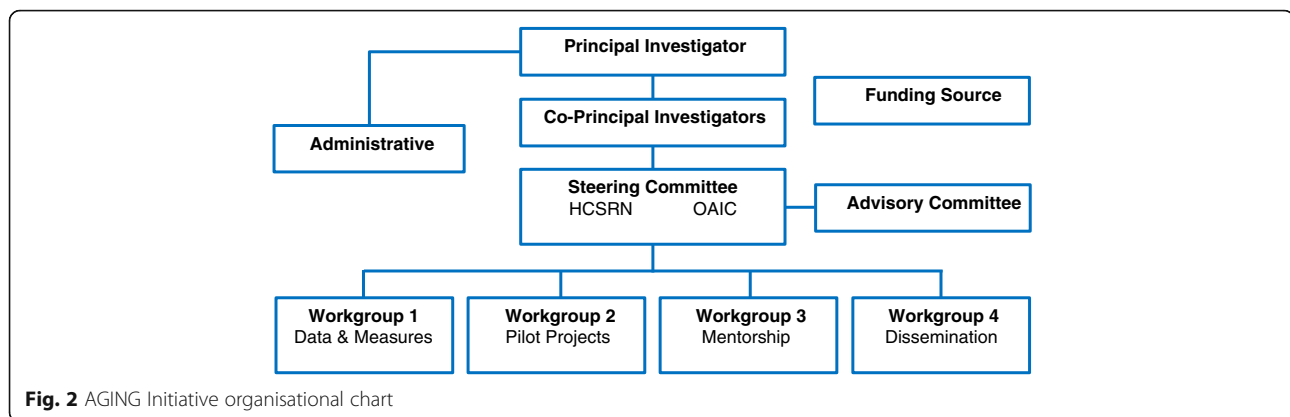 Principal Investigator
Funding Source
Co-Principal Investigators
Administrative
Steering Committee
HCSRN OAIC
Advisory Committee
Workgroup 1
Data & Measures
Workgroup 2
Pilot Projects
Workgroup 3
Mentorship
Workgroup 4
Dissemination
Fig. 2 AGING Initiative organisational chart